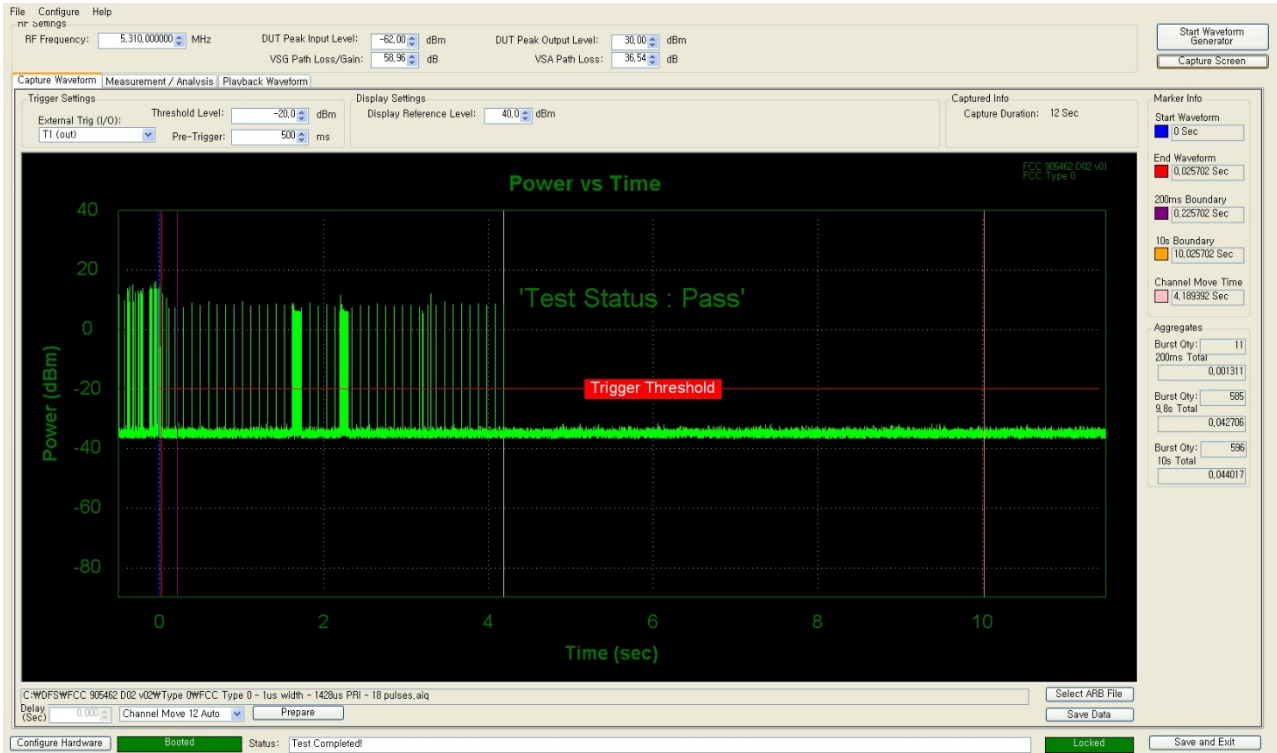 File Configure Help
RF Settings
RF Frequency: 5,310,000000 MHz DUT Peak Input Level: -62,00 dBm DUT Peak Output Level: 30,00 dBm
VSG Path Loss/Gain: 58,96 dB VSA Path Loss: 36,54 dB
Start Waveform
Generator
Capture Screen
Capture Waveform Measurement / Analysis Playback Waveform
Trigger Settings
External Trig (I/O):
T1 (out)
Threshold Level: -20,0 dBm
Pre-Trigger: 500 ms
Display Settings
Display Reference Level: 40,0 dBm
Captured Info
Capture Duration: 12 Sec
Marker Info
Start Waveform
0 Sec
End Waveform
0,025702 Sec
200ms Boundary
0,225702 Sec
10s Boundary
10,025702 Sec
Channel Move Time
4,189392 Sec
Aggregates
Burst Qty: 11
200ms Total
0,001311
Burst Qty: 585
9,8s Total
0,042706
Burst Qty: 596
10s Total
0,044017
FCC 905462 D02 v01
FCC Type 0
Power vs Time
'Test Status : Pass'
Trigger Threshold
Power (dBm)
40
20
0
-20
-40
-60
-80
0 2 4 6 8 10
Time (sec)
C:₩DFS₩FCC 905462 D02 v02₩Type 0₩FCC Type 0 - 1us width - 1428us PRI - 18 pulses,aiq
Select ARB File
Delay
(Sec) 0,000 Channel Move 12 Auto Prepare
Save Data
Configure Hardware Booted Status: Test Completed! Locked Save and Exit